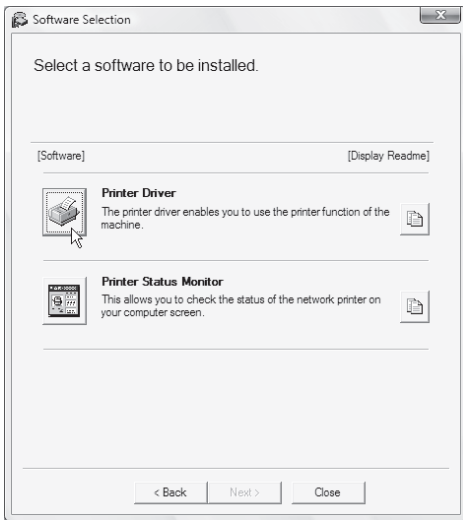 Software Selection
Select a software to be installed.
[Software] [Display Readme]
Printer Driver
The printer driver enables you to use the printer function of the
machine.
Printer Status Monitor
This allows you to check the status of the network printer on
your computer screen.
< Back Next > Close